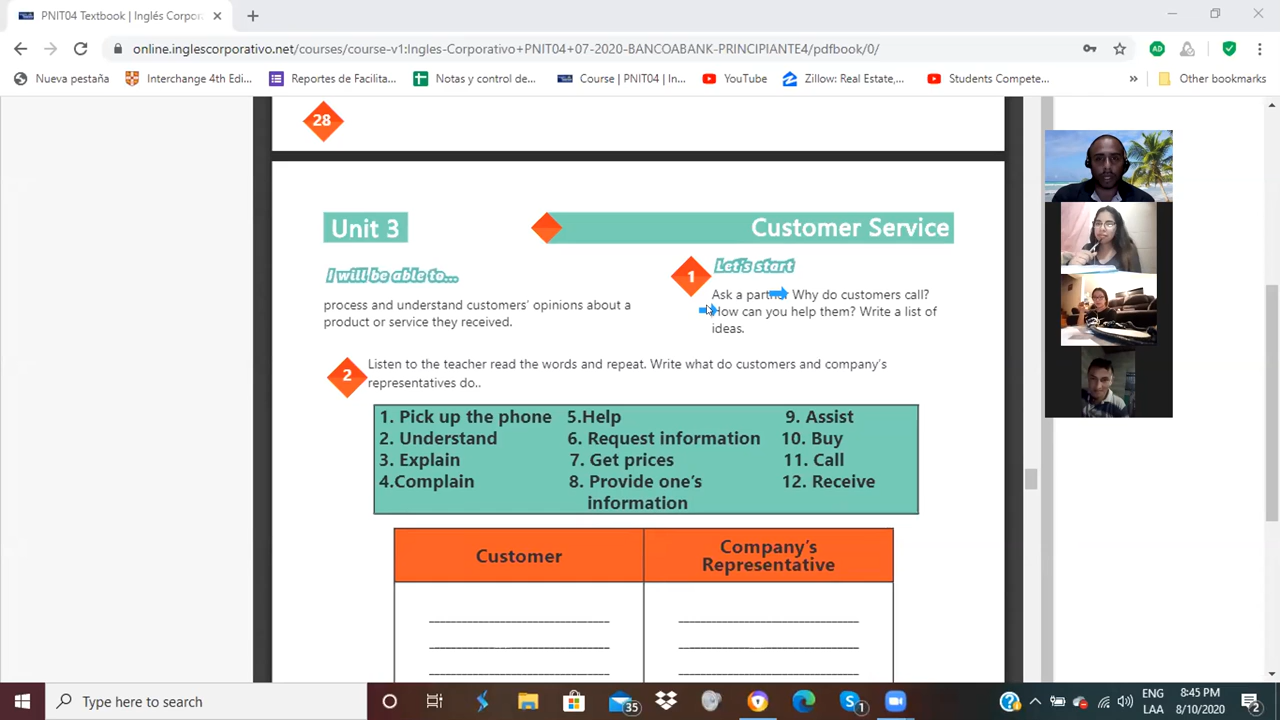 PNIT04 Textbook | Inglés Corpor
online.inglescorporativo.net/courses/course-v1:Ingles-Corporativo+PNIT04+07-2020-BANCOABANK-PRINCIPIANTE4/pdfbook/0/
Nueva pestaña
Interchange 4th Edi...
Reportes de Facilita...
Notas y control de...
Course | PNIT04 | In...
YouTube
Zillow: Real Estate,...
Students Compete...
»
Other bookmarks
28
Unit 3
Customer Service
I will be able to...
process and understand customers' opinions about a
product or service they received.
1
Let's start
Ask a partner Why do customers call?
How can you help them? Write a list of
ideas.
2
Listen to the teacher read the words and repeat. Write what do customers and company's
representatives do..
1. Pick up the phone 5.Help 9. Assist
2. Understand 6. Request information 10. Buy
3. Explain 7. Get prices 11. Call
4.Complain 8. Provide one's 12. Receive
information
Customer
Company's
Representative
Type here to search
35
1
ENG
LAA
8:45 PM
8/10/2020
2